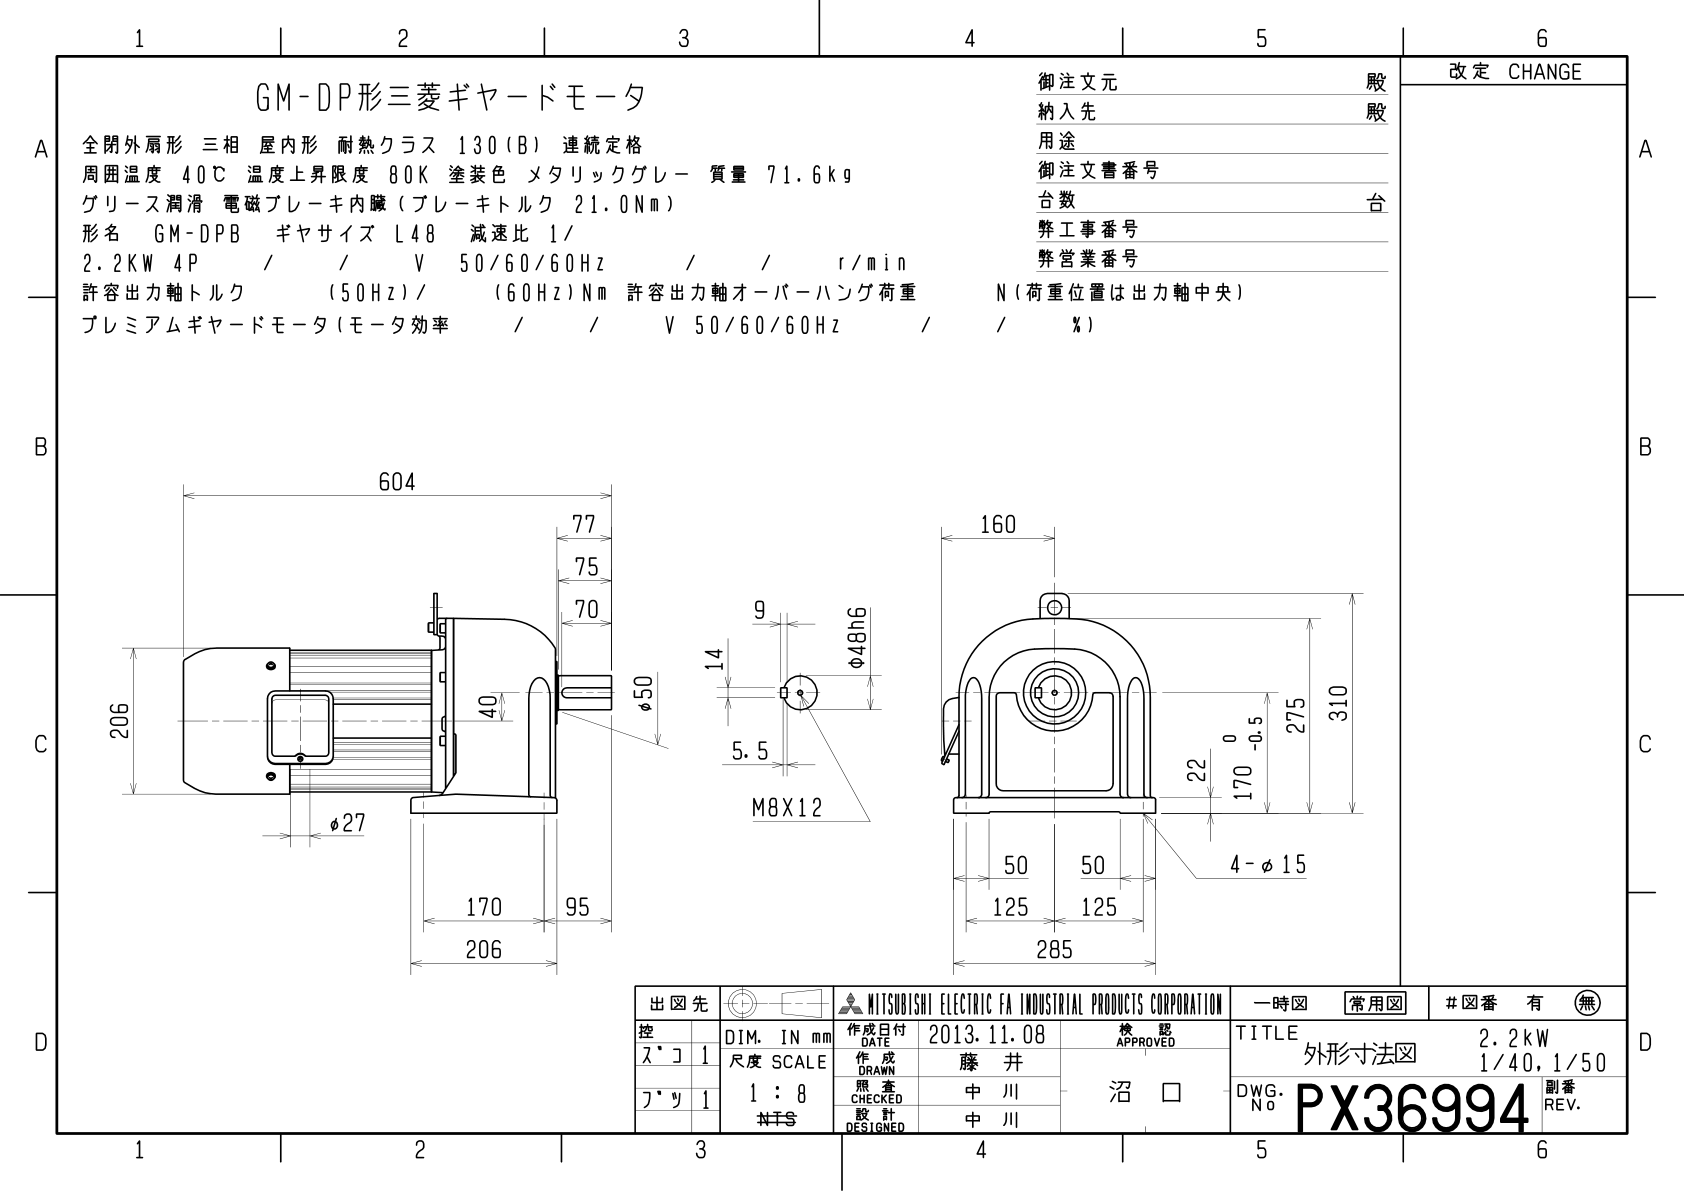 1 2 3 4 5 6
A
B
C
D
A
B
C
D
改定 CHANGE
GM-DP形三菱ギヤードモータ
全閉外扇形 三相 屋内形 耐熱クラス 130(B) 連続定格
周囲温度 40℃ 温度上昇限度 80K 塗装色 メタリックグレー 質量 71.6kg
グリース潤滑 電磁ブレーキ内臓(ブレーキトルク 21.0Nm)
形名 GM-DPB ギヤサイズ L48 減速比 1/
2.2KW 4P / / V 50/60/60Hz / / r/min
許容出力軸トルク (50Hz)/ (60Hz)Nm 許容出力軸オーバーハング荷重 N(荷重位置は出力軸中央)
プレミアムギヤードモータ(モータ効率 / / V 50/60/60Hz / / %)
御注文元 殿
納入先 殿
用途
御注文書番号
台数 台
弊工事番号
弊営業番号
604
77
75
70
206
40
φ50
φ27
170 95
206
9
14
φ48h6
5.5
M8X12
160
22
170 0 -0.5
275
310
50 50
4-φ15
125 125
285
出図先
控
ズコ 1
ブツ 1
DIM. IN mm
尺度 SCALE
1 : 8
NTS
MITSUBISHI ELECTRIC FA INDUSTRIAL PRODUCTS CORPORATION
作成日付 DATE 2013.11.08
作成 DRAWN 藤井
照査 CHECKED 中川
設計 DESIGNED 中川
検認 APPROVED
沼口
一時図 常用図
#図番 有 無
TITLE
外形寸法図
2.2kW
1/40,1/50
DWG. No PX36994
副番 REV.
1 2 3 4 5 6